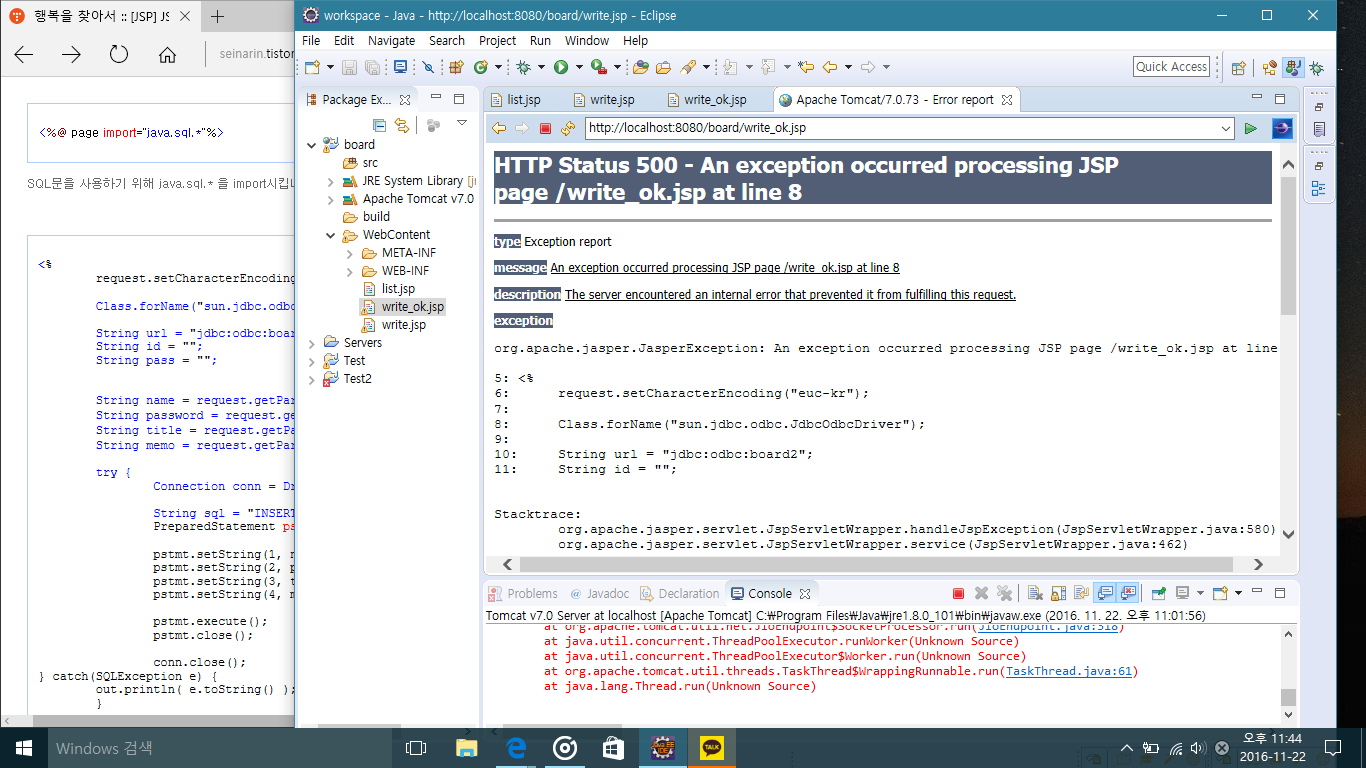 행복을 찾아서 :: [JSP] JS
seinarin.tistor
<%@ page import="java.sql.*"%>
SQL문을 사용하기 위해 java.sql.* 을 import시킵니
<%
request.setCharacterEncoding
Class.forName("sun.jdbc.odbc
String url = "jdbc:odbc:boar
String id = "";
String pass = "";
String name = request.getPar
String password = request.ge
String title = request.getPa
String memo = request.getPar
try {
Connection conn = Dr
String sql = "INSERT
PreparedStatement ps
pstmt.setString(1, n
pstmt.setString(2, p
pstmt.setString(3, t
pstmt.setString(4, m
pstmt.execute();
pstmt.close();
conn.close();
} catch(SQLException e) {
out.println( e.toString() );
}
workspace - Java - http://localhost:8080/board/write.jsp - Eclipse
File Edit Navigate Search Project Run Window Help
Quick Access
Package Ex...
board
src
JRE System Library [j
Apache Tomcat v7.0
build
WebContent
META-INF
WEB-INF
list.jsp
write_ok.jsp
write.jsp
Servers
Test
Test2
list.jsp write.jsp write_ok.jsp Apache Tomcat/7.0.73 - Error report
http://localhost:8080/board/write_ok.jsp
HTTP Status 500 - An exception occurred processing JSP
page /write_ok.jsp at line 8
type Exception report
message An exception occurred processing JSP page /write_ok.jsp at line 8
description The server encountered an internal error that prevented it from fulfilling this request.
exception
org.apache.jasper.JasperException: An exception occurred processing JSP page /write_ok.jsp at line
5: <%
6: request.setCharacterEncoding("euc-kr");
7:
8: Class.forName("sun.jdbc.odbc.JdbcOdbcDriver");
9:
10: String url = "jdbc:odbc:board2";
11: String id = "";
Stacktrace:
org.apache.jasper.servlet.JspServletWrapper.handleJspException(JspServletWrapper.java:580)
org.apache.jasper.servlet.JspServletWrapper.service(JspServletWrapper.java:462)
Problems @ Javadoc Declaration Console
Tomcat v7.0 Server at localhost [Apache Tomcat] C:₩Program Files₩Java₩jre1.8.0_101₩bin₩javaw.exe (2016. 11. 22. 오후 11:01:56)
at org.apache.tomcat.util.net.JIoEndpoint$SocketProcessor.run(JIoEndpoint.java:318)
at java.util.concurrent.ThreadPoolExecutor.runWorker(Unknown Source)
at java.util.concurrent.ThreadPoolExecutor$Worker.run(Unknown Source)
at org.apache.tomcat.util.threads.TaskThread$WrappingRunnable.run(TaskThread.java:61)
at java.lang.Thread.run(Unknown Source)
Windows 검색
TALK
오후 11:44
2016-11-22